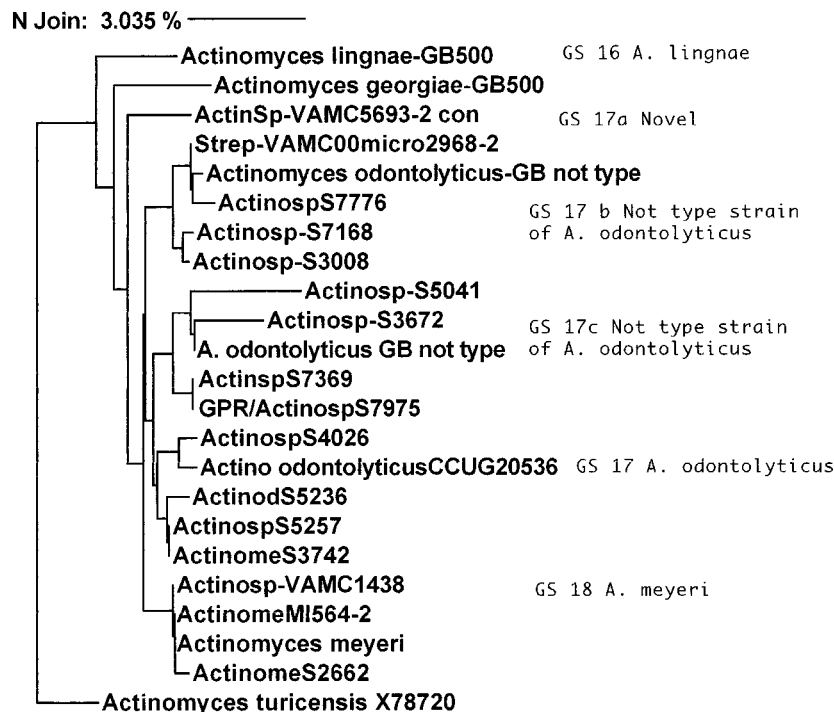 N Join: 3.035 %
Actinomyces lingnae-GB500 GS 16 A. lingnae
Actinomyces georgiae-GB500
ActinSp-VAMC5693-2 con GS 17a Novel
Strep-VAMC00micro2968-2
Actinomyces odontolyticus-GB not type
ActinospS7776 GS 17 b Not type strain
Actinosp-S7168 of A. odontolyticus
Actinosp-S3008
Actinosp-S5041
Actinosp-S3672 GS 17c Not type strain
A. odontolyticus GB not type of A. odontolyticus
ActinspS7369
GPR/ActinospS7975
ActinospS4026
Actino odontolyticusCCUG20536 GS 17 A. odontolyticus
ActinodS5236
ActinospS5257
ActinomeS3742
Actinosp-VAMC1438 GS 18 A. meyeri
ActinomeMI564-2
Actinomyces meyeri
ActinomeS2662
Actinomyces turicensis X78720